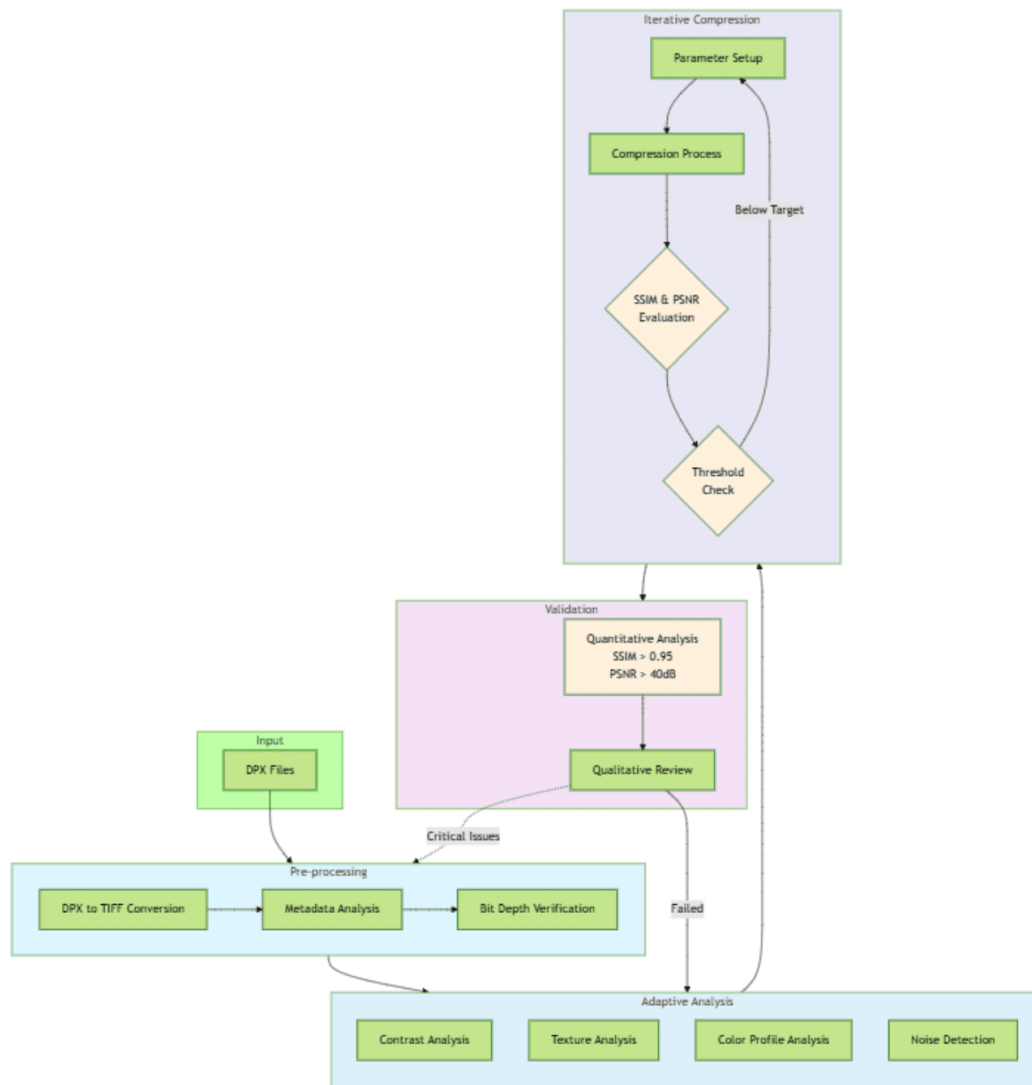 Iterative Compression
Parameter Setup
Compression Process
Below Target
SSIM & PSNR
Evaluation
Threshold
Check
Validation
Quantitative Analysis
SSIM > 0.95
PSNR > 40dB
Input
DPX Files
Qualitative Review
Critical Issues
Pre-processing
DPX to TIFF Conversion
Metadata Analysis
Bit Depth Verification
Failed
Adaptive Analysis
Contrast Analysis
Texture Analysis
Color Profile Analysis
Noise Detection